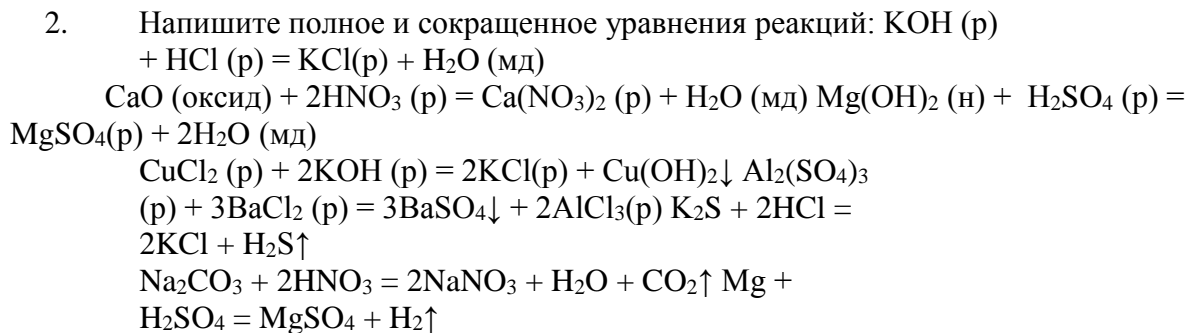 2. Напишите полное и сокращенное уравнения реакций: KOH (р)
+ HCl (р) = KCl(р) + H₂O (мд)
CaO (оксид) + 2HNO₃ (р) = Ca(NO₃)₂ (р) + H₂O (мд) Mg(OH)₂ (н) + H₂SO₄ (р) =
MgSO₄(р) + 2H₂O (мд)
CuCl₂ (р) + 2KOH (р) = 2KCl(р) + Cu(OH)₂↓ Al₂(SO₄)₃
(р) + 3BaCl₂ (р) = 3BaSO₄↓ + 2AlCl₃(р) K₂S + 2HCl =
2KCl + H₂S↑
Na₂CO₃ + 2HNO₃ = 2NaNO₃ + H₂O + CO₂↑ Mg +
H₂SO₄ = MgSO₄ + H₂↑